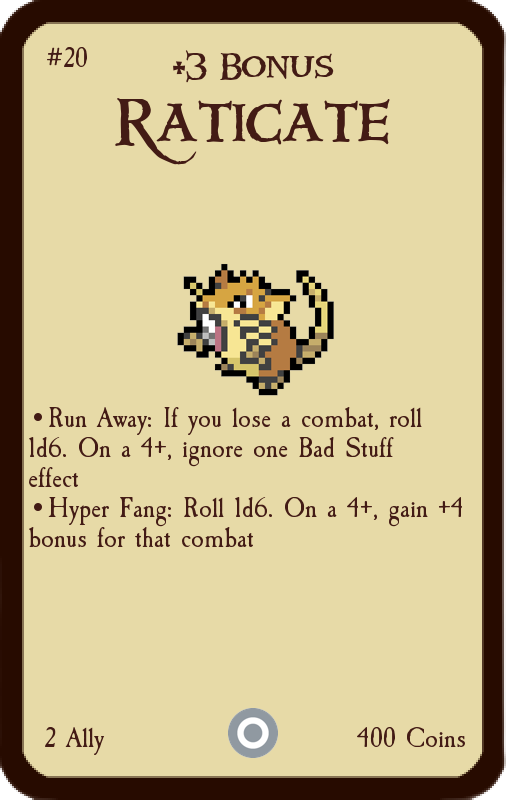 #20
+3 Bonus
Raticate
•Run Away: If you lose a combat, roll
1d6. On a 4+, ignore one Bad Stuff
effect
•Hyper Fang: Roll 1d6. On a 4+, gain +4
bonus for that combat
2 Ally
400 Coins